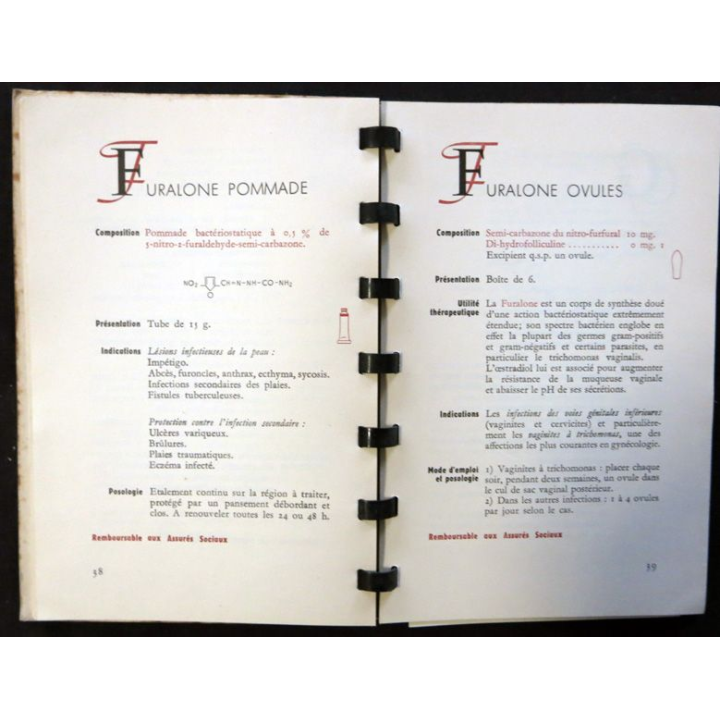 FURALONE POMMADE
Composition Pommade bactériostatique à 0,5 % de
5-nitro-2-furaldehyde-semi-carbazone.
NO₂ CH=N-NH-CO-NH₂
O
Présentation Tube de 15 g.
Indications Lésions infectieuses de la peau :
Impétigo.
Abcès, furoncles, anthrax, ecthyma, sycosis.
Infections secondaires des plaies.
Fistules tuberculeuses.
Protection contre l'infection secondaire :
Ulcères variqueux.
Brûlures.
Plaies traumatiques.
Eczéma infecté.
Posologie Etalement continu sur la région à traiter,
protégé par un pansement débordant et
clos. A renouveler toutes les 24 ou 48 h.
Remboursable aux Assurés Sociaux
58
FURALONE OVULES
Composition Semi-carbazone du nitro-furfural 10 mg.
Di-hydrofolliculine ........... 0 mg. 1
Excipient q.s.p. un ovule.
Présentation Boîte de 6.
Utilité La Furalone est un corps de synthèse doué
thérapeutique d'une action bactériostatique extrêmement
étendue; son spectre bactérien englobe en
effet la plupart des germes gram-positifs
et gram-négatifs et certains parasites, en
particulier le trichomonas vaginalis.
L'œstradiol lui est associé pour augmenter
la résistance de la muqueuse vaginale
et abaisser le pH de ses sécrétions.
Indications Les infections des voies génitales inférieures
(vaginites et cervicites) et particulière-
ment les vaginites à trichomonas, une des
affections les plus courantes en gynécologie.
Mode d'emploi 1) Vaginites à trichomonas : placer chaque
et posologie soir, pendant deux semaines, un ovule dans
le cul de sac vaginal postérieur.
2) Dans les autres infections : 1 à 4 ovules
par jour selon le cas.
Remboursable aux Assurés Sociaux
59